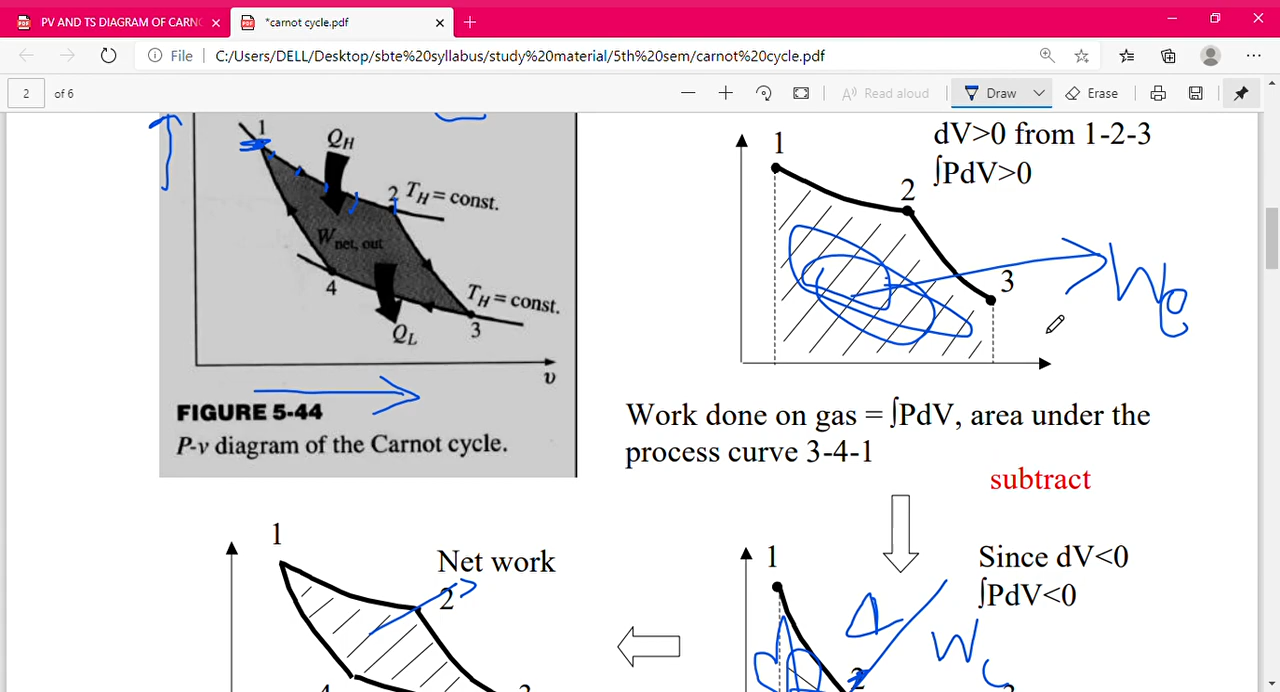 PV AND TS DIAGRAM OF CARNO
*carnot cycle.pdf
File
C:/Users/DELL/Desktop/sbte%20syllabus/study%20material/5th%20sem/carnot%20cycle.pdf
2 of 6
Read aloud
Draw
Erase
1
QH
2 TH = const.
Wnet, out
4
TH = const.
QL
3
υ
FIGURE 5-44
P-v diagram of the Carnot cycle.
1
dV>0 from 1-2-3
∫PdV>0
2
3
We
Work done on gas = ∫PdV, area under the
process curve 3-4-1
subtract
1
Net work
2
1
Since dV<0
∫PdV<0
Wc